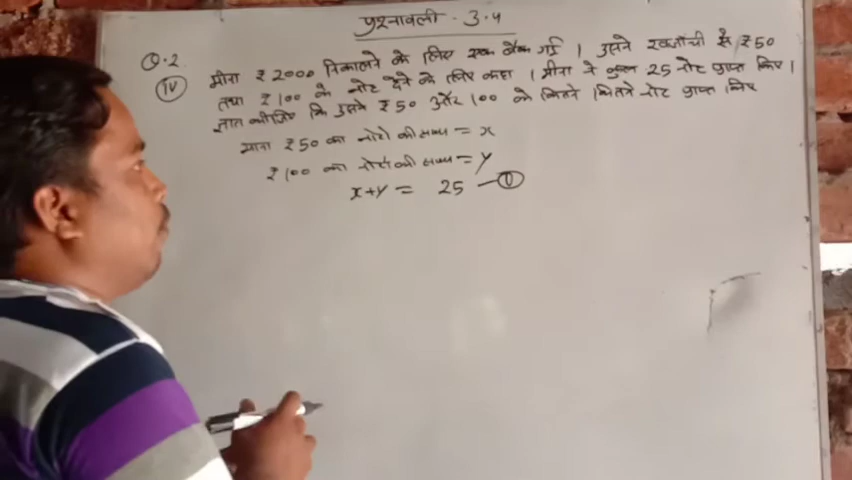 प्रश्नावली - 3.4
Q.2
(iv) मीना ₹2000 निकालने के लिए एक बैंक गई । उसने खजांची से ₹50
तथा ₹100 के नोट देने के लिए कहा । मीना ने कुल 25 नोट प्राप्त किए ।
ज्ञात कीजिए कि उसने ₹50 और 100 के कितने कितने नोट प्राप्त किए
माना ₹50 का नोटों की संख्या = x
₹100 का नोटों की संख्या = y
x+y = 25 —